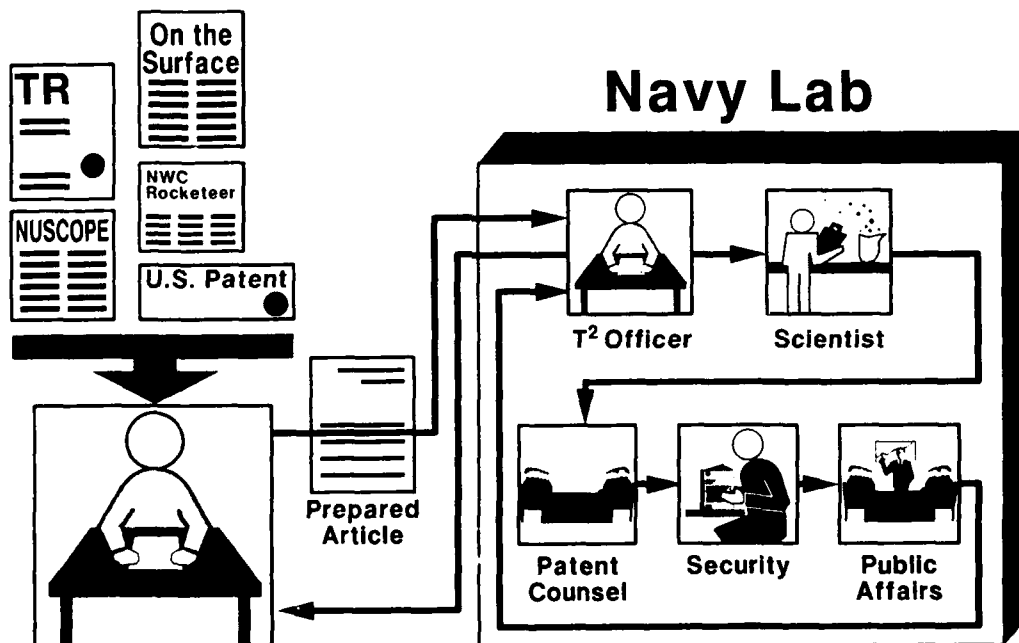 On the
Surface
TR
NWC
Rocketeer
NUSCOPE
U.S. Patent
Prepared
Article
Navy Lab
T² Officer
Scientist
Patent
Counsel
Security
Public
Affairs